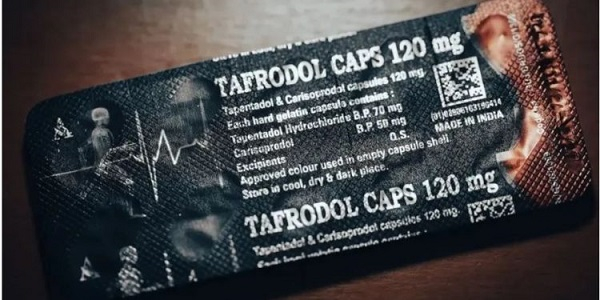 TAFRODOL CAPS 120 mg
Tapentadol & Carisoprodol capsules 120 mg.
Each hard gelatin capsule contains :
Tapentadol Hydrochloride B.P. 70 mg
Carisoprodol B.P. 50 mg
Excipients Q.S.
Approved colour used in empty capsule shell
Store in cool, dry & dark place.
MADE IN INDIA
TAFRODOL CAPS 120 mg
Tapentadol & Carisoprodol capsules 120 mg.